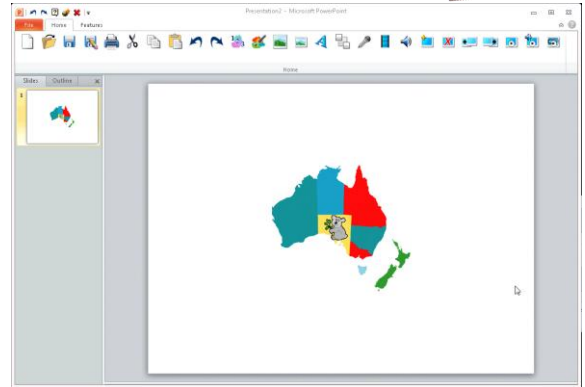 Presentation2 - Microsoft PowerPoint
File Home Features
Home
Slides Outline
1